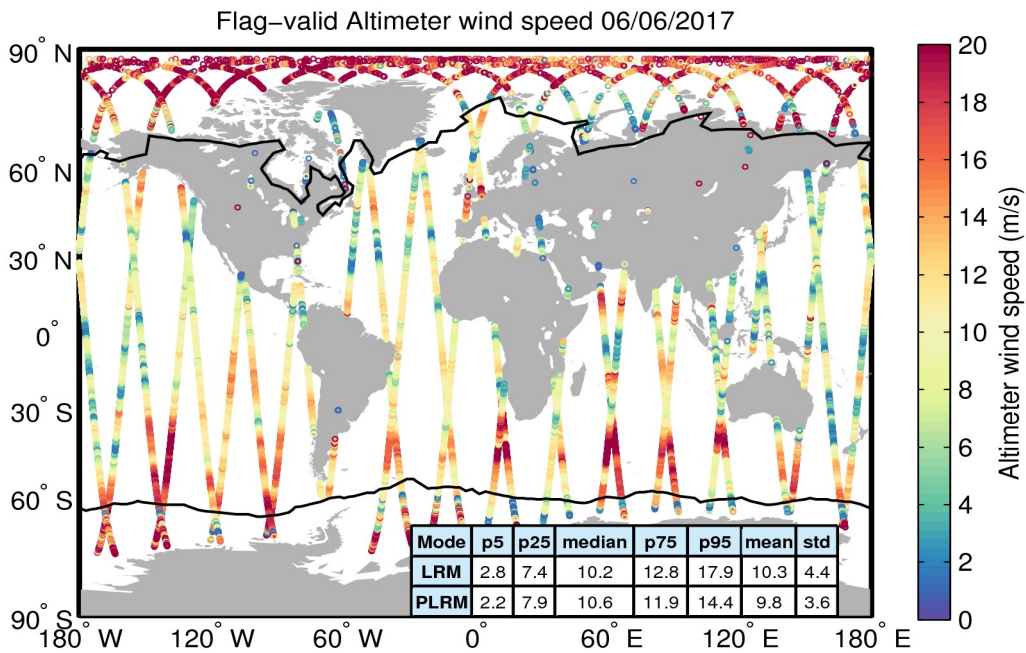 Flag−valid Altimeter wind speed 06/06/2017
90° N
60° N
30° N
0°
30° S
60° S
90° S
180° W
120° W
60° W
0°
60° E
120° E
180° E
Mode p5 p25 median p75 p95 mean std
LRM 2.8 7.4 10.2 12.8 17.9 10.3 4.4
PLRM 2.2 7.9 10.6 11.9 14.4 9.8 3.6
20
18
16
14
12
10
8
6
4
2
0
Altimeter wind speed (m/s)